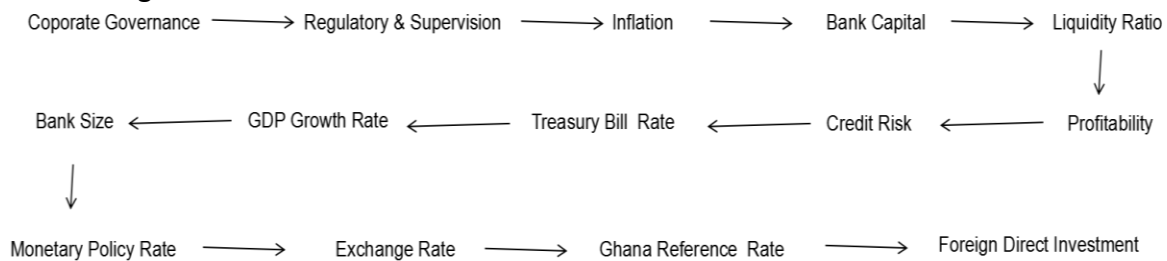 Coporate Governance Regulatory & Supervision Inflation Bank Capital Liquidity Ratio
Bank Size GDP Growth Rate Treasury Bill Rate Credit Risk Profitability
Monetary Policy Rate Exchange Rate Ghana Reference Rate Foreign Direct Investment